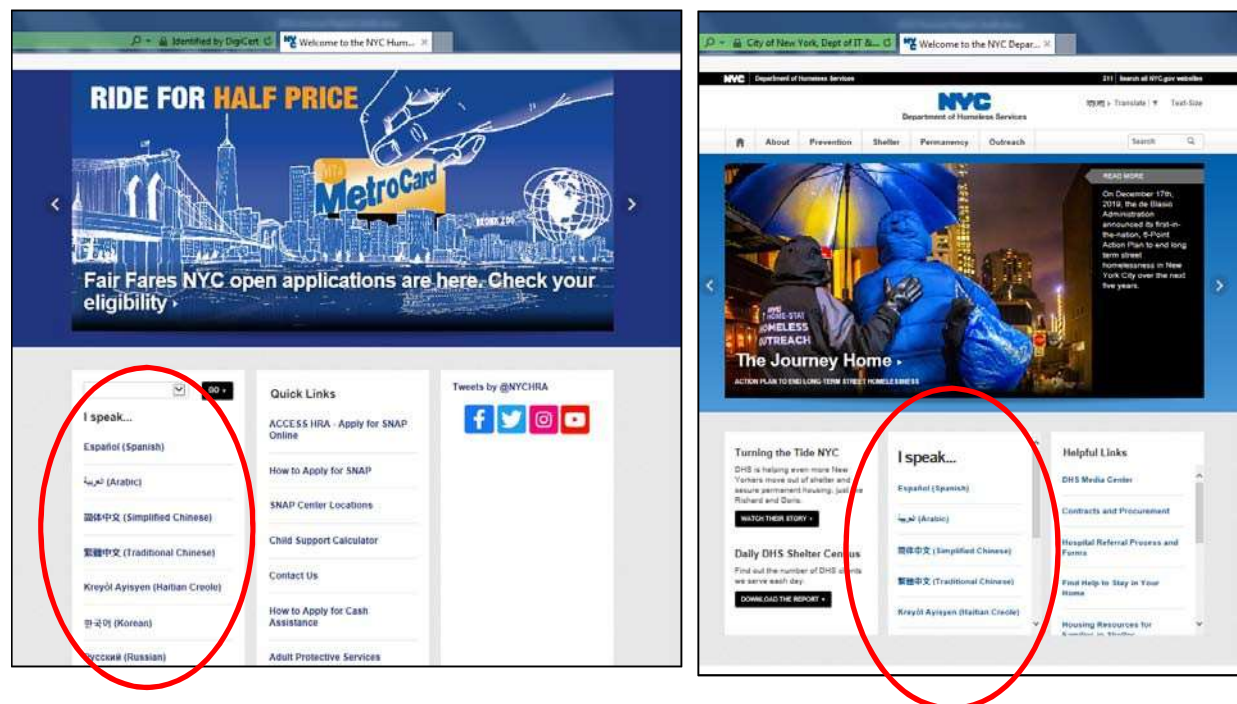 Identified by DigiCert
Welcome to the NYC Hum...
RIDE FOR HALF PRICE
MetroCard
BRONX ZOO
Fair Fares NYC open applications are here. Check your
eligibility
GO
I speak...
Español (Spanish)
العربية (Arabic)
简体中文 (Simplified Chinese)
繁體中文 (Traditional Chinese)
Kreyòl Ayisyen (Haitian Creole)
한국어 (Korean)
Русский (Russian)
Quick Links
ACCESS HRA - Apply for SNAP
Online
How to Apply for SNAP
SNAP Center Locations
Child Support Calculator
Contact Us
How to Apply for Cash
Assistance
Adult Protective Services
Tweets by @NYCHRA
City of New York, Dept of IT &...
Welcome to the NYC Depar...
NYC Department of Homeless Services
311 Search all NYC.gov websites
NYC
Department of Homeless Services
Translate Text-Size
About Prevention Shelter Permanency Outreach
Search
READ MORE
On December 17th,
2019, the de Blasio
Administration
announced its first-in-
the-nation, 6-Point
Action Plan to end long
term street
homelessness in New
York City over the next
five years.
NYC
HOME-STAT
HOMELESS
OUTREACH
The Journey Home
ACTION PLAN TO END LONG-TERM STREET HOMELESSNESS
Turning the Tide NYC
DHS is helping even more New
Yorkers move out of shelter and
secure permanent housing, just like
Richard and Doris.
WATCH THEIR STORY
Daily DHS Shelter Census
Find out the number of DHS clients
we serve each day.
DOWNLOAD THE REPORT
I speak...
Español (Spanish)
العربية (Arabic)
简体中文 (Simplified Chinese)
繁體中文 (Traditional Chinese)
Kreyòl Ayisyen (Haitian Creole)
Helpful Links
DHS Media Center
Contracts and Procurement
Hospital Referral Process and
Forms
Find Help to Stay in Your
Home
Housing Resources for
Families in Shelter